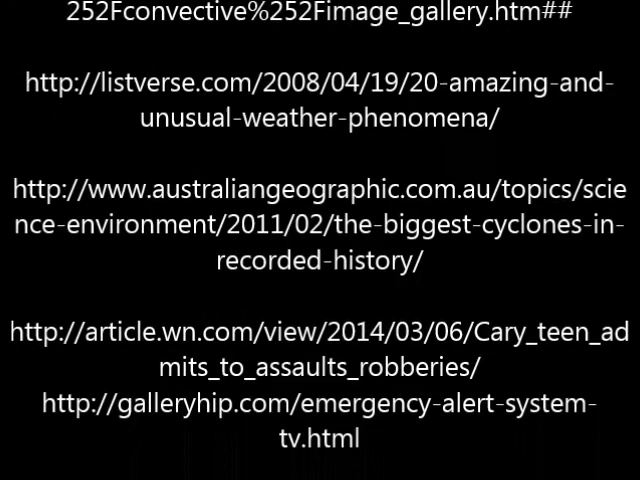 252Fconvective%252Fimage_gallery.htm##
http://listverse.com/2008/04/19/20-amazing-and-
unusual-weather-phenomena/
http://www.australiangeographic.com.au/topics/scie
nce-environment/2011/02/the-biggest-cyclones-in-
recorded-history/
http://article.wn.com/view/2014/03/06/Cary_teen_ad
mits_to_assaults_robberies/
http://galleryhip.com/emergency-alert-system-
tv.html